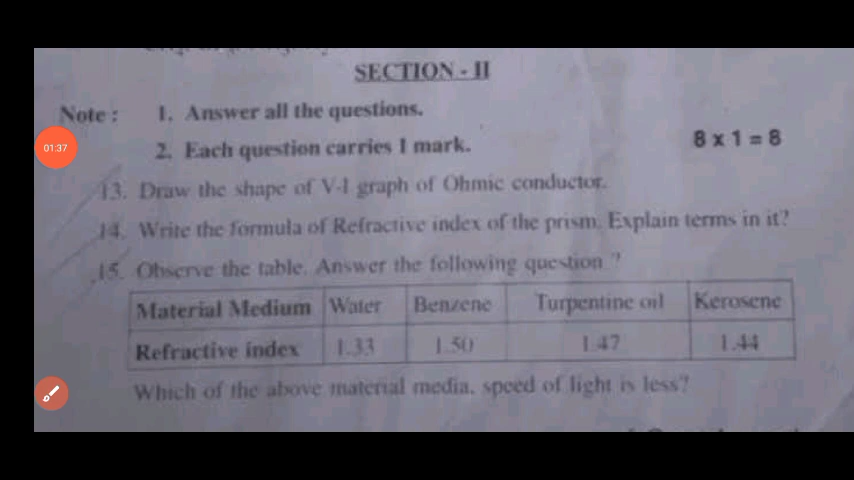 SECTION - II
Note : 1. Answer all the questions.
2. Each question carries 1 mark.
8 x 1 = 8
01:37
13. Draw the shape of V-I graph of Ohmic conductor.
14. Write the formula of Refractive index of the prism. Explain terms in it?
15. Observe the table. Answer the following question ?
Material Medium Water Benzene Turpentine oil Kerosene
Refractive index 1.33 1.50 1.47 1.44
Which of the above material media, speed of light is less?